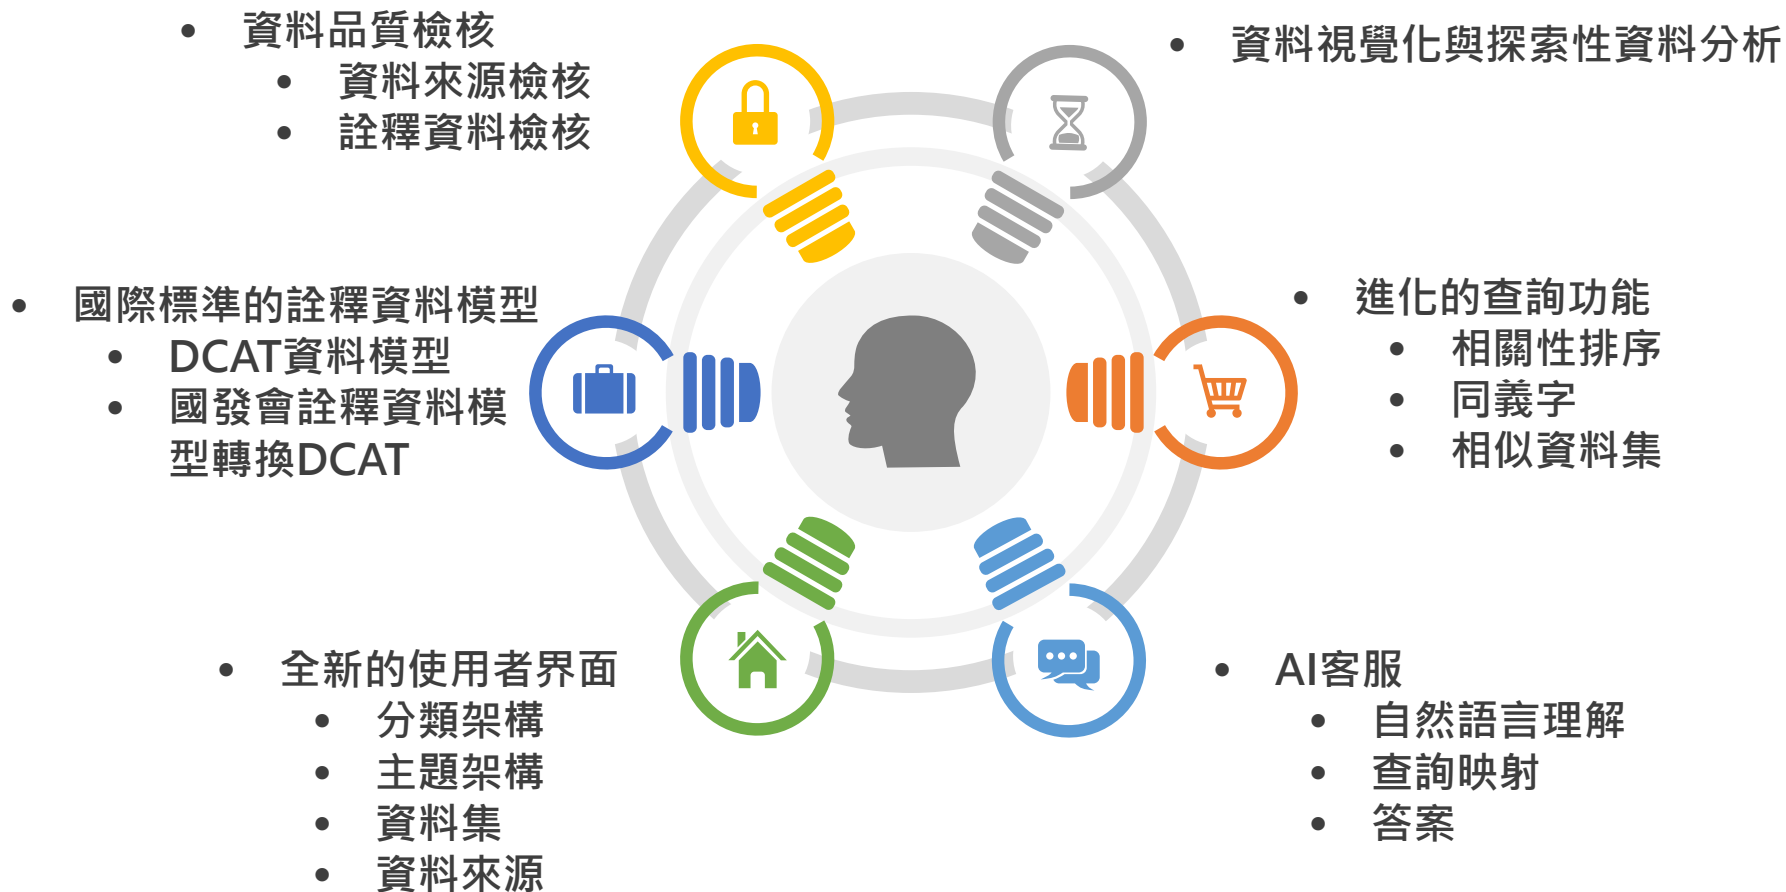 • 資料品質檢核
• 資料來源檢核
• 詮釋資料檢核
• 資料視覺化與探索性資料分析
• 國際標準的詮釋資料模型
• DCAT資料模型
• 國發會詮釋資料模
型轉換DCAT
• 進化的查詢功能
• 相關性排序
• 同義字
• 相似資料集
• 全新的使用者界面
• 分類架構
• 主題架構
• 資料集
• 資料來源
• AI客服
• 自然語言理解
• 查詢映射
• 答案